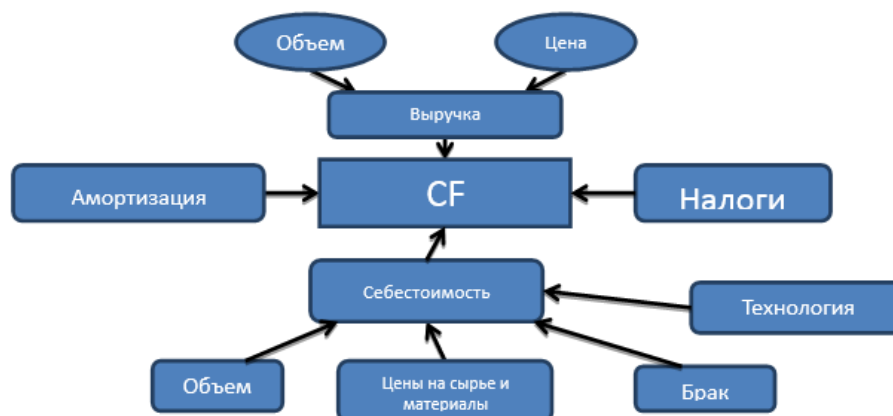 Объем
Цена
Выручка
Амортизация
CF
Налоги
Себестоимость
Технология
Объем
Цены на сырье и
материалы
Брак